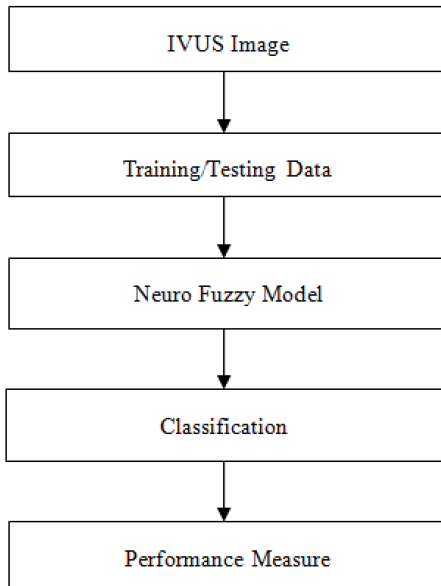 IVUS Image
Training/Testing Data
Neuro Fuzzy Model
Classification
Performance Measure